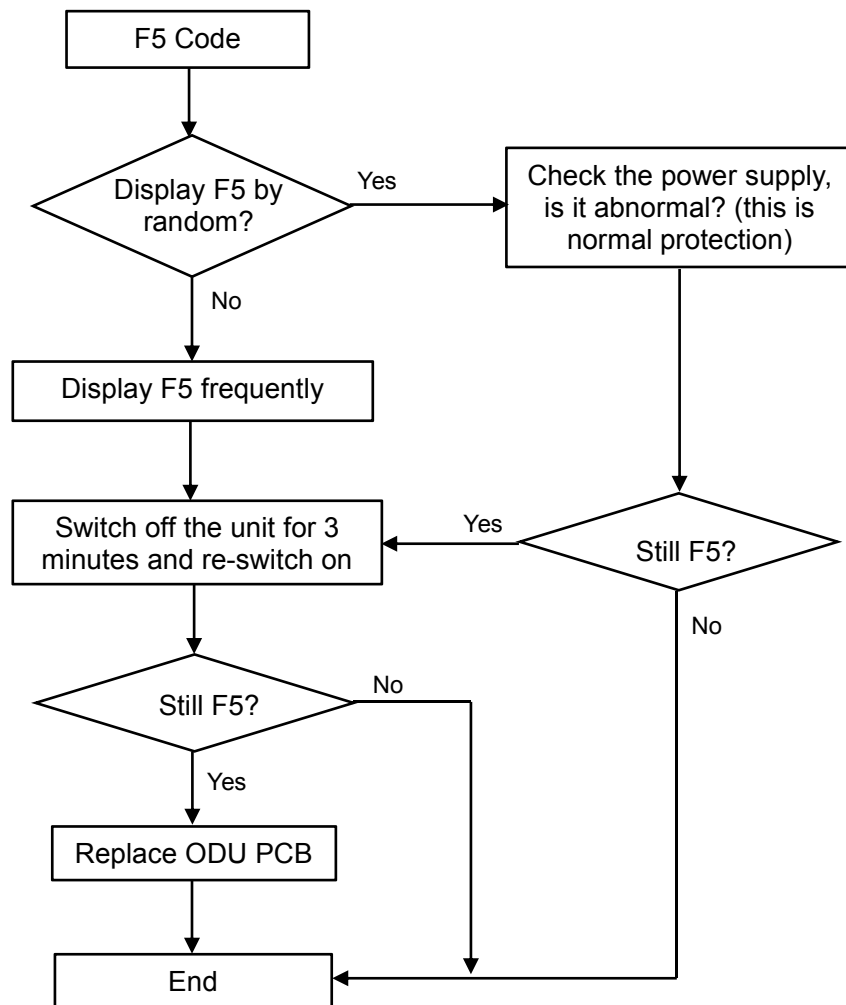 F5 Code
Display F5 by
random?
Yes
Check the power supply,
is it abnormal? (this is
normal protection)
No
Display F5 frequently
Switch off the unit for 3
minutes and re-switch on
Yes
Still F5?
No
Still F5?
No
Yes
Replace ODU PCB
End